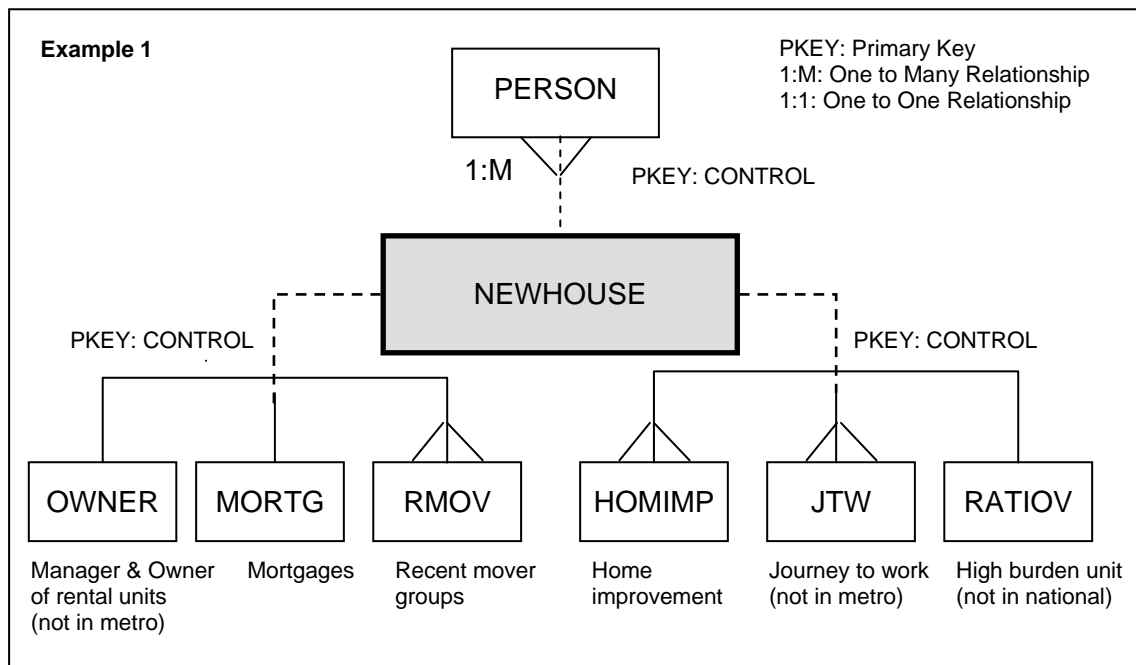 Example 1
PKEY: Primary Key
1:M: One to Many Relationship
1:1: One to One Relationship
PERSON
1:M
PKEY: CONTROL
NEWHOUSE
PKEY: CONTROL
PKEY: CONTROL
OWNER
MORTG
RMOV
HOMIMP
JTW
RATIOV
Manager & Owner
of rental units
(not in metro)
Mortgages
Recent mover
groups
Home
improvement
Journey to work
(not in metro)
High burden unit
(not in national)